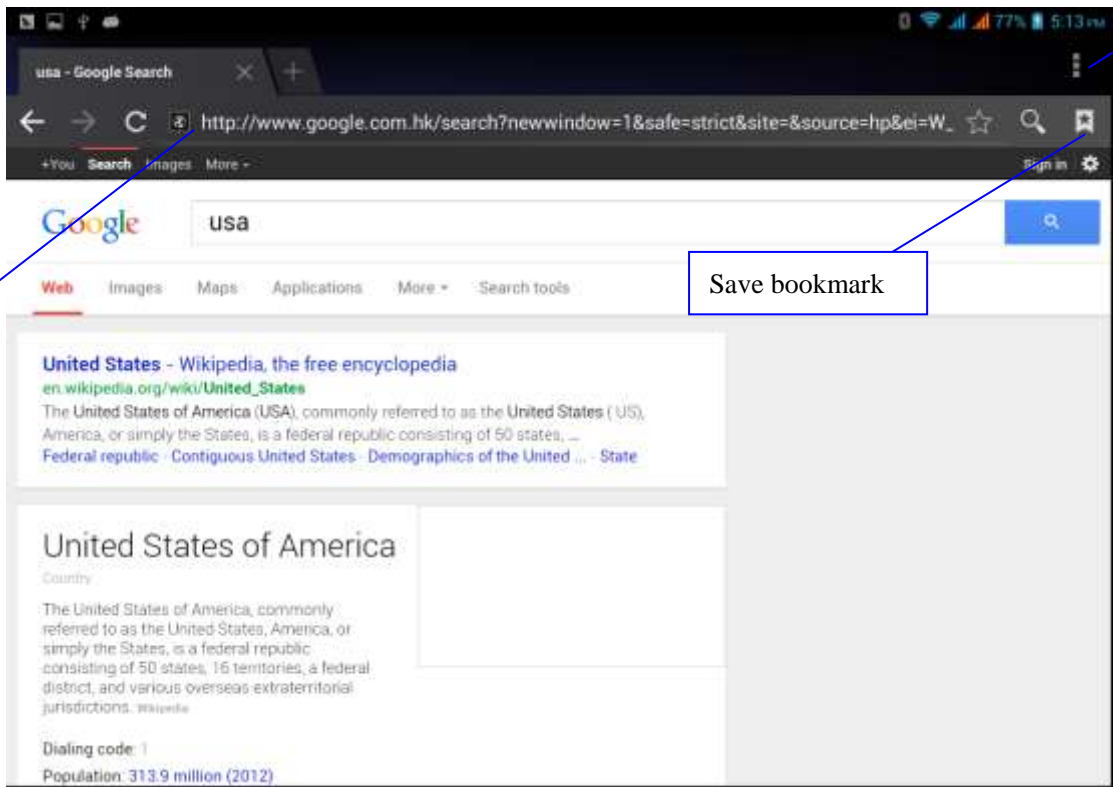 77% 5:13 PM
usa - Google Search
http://www.google.com.hk/search?newwindow=1&safe=strict&site=&source=hp&ei=W_
+You Search Images More
Sign in
Google usa
Web Images Maps Applications More Search tools
Save bookmark
United States - Wikipedia, the free encyclopedia
en.wikipedia.org/wiki/United_States
The United States of America (USA), commonly referred to as the United States ( US),
America, or simply the States, is a federal republic consisting of 50 states, ...
Federal republic - Contiguous United States - Demographics of the United ... - State
United States of America
Country
The United States of America, commonly
referred to as the United States, America, or
simply the States, is a federal republic
consisting of 50 states, 16 territories, a federal
district, and various overseas extraterritorial
jurisdictions. Wikipedia
Dialing code: 1
Population: 313.9 million (2012)